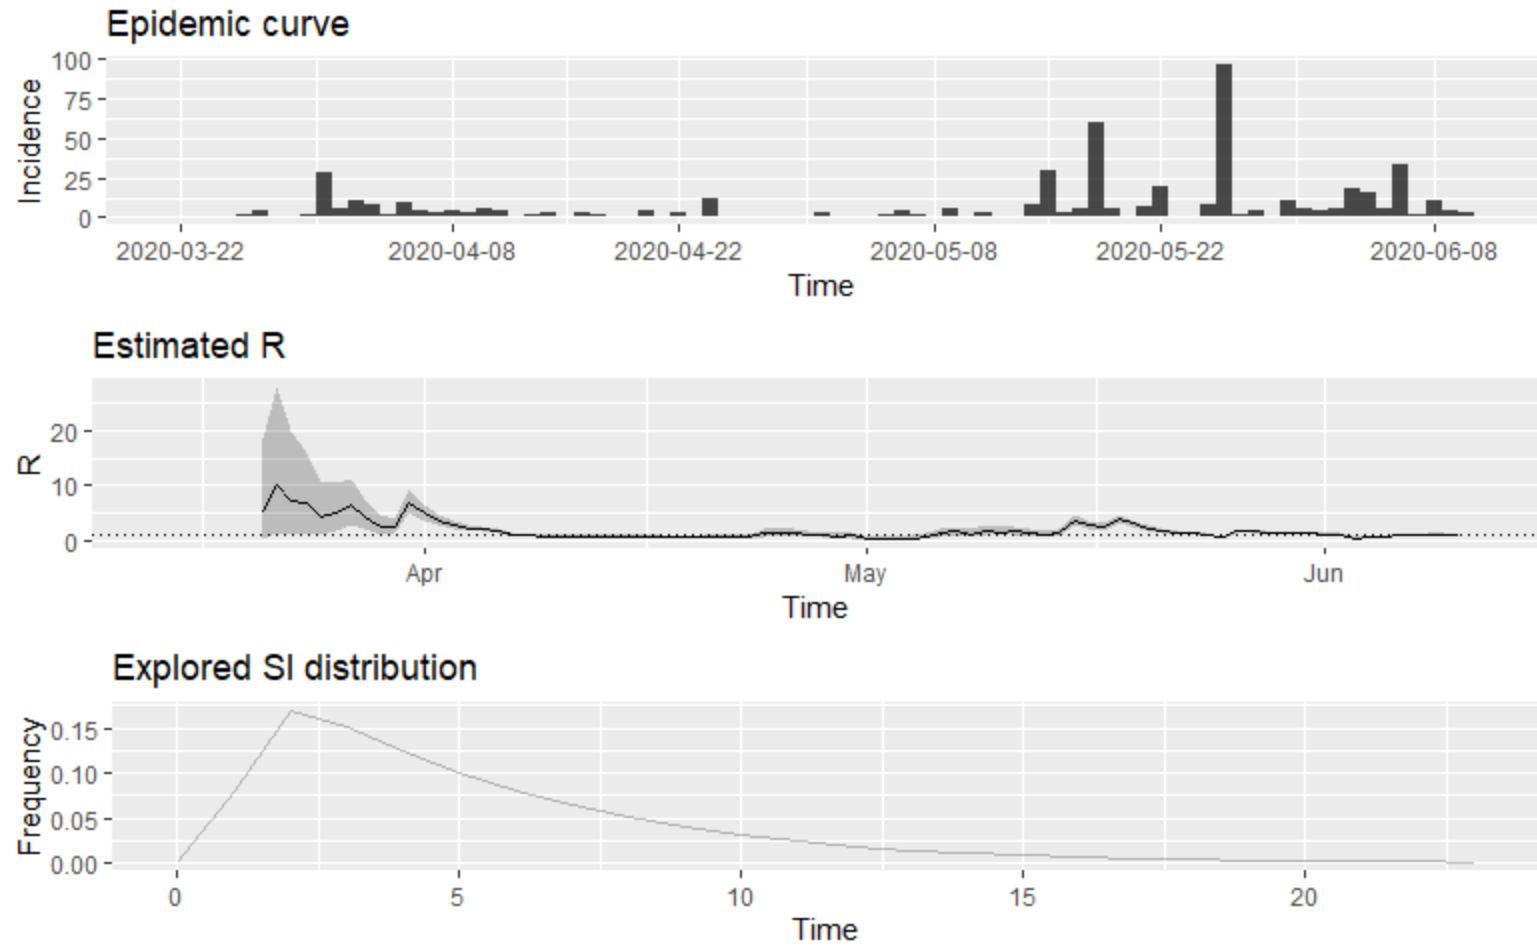 Epidemic curve
Incidence
100
75
50
25
0
2020-03-22 2020-04-08 2020-04-22 2020-05-08 2020-05-22 2020-06-08
Time
Estimated R
R
20
10
0
Apr May Jun
Time
Explored SI distribution
Frequency
0.15
0.10
0.05
0.00
0 5 10 15 20
Time